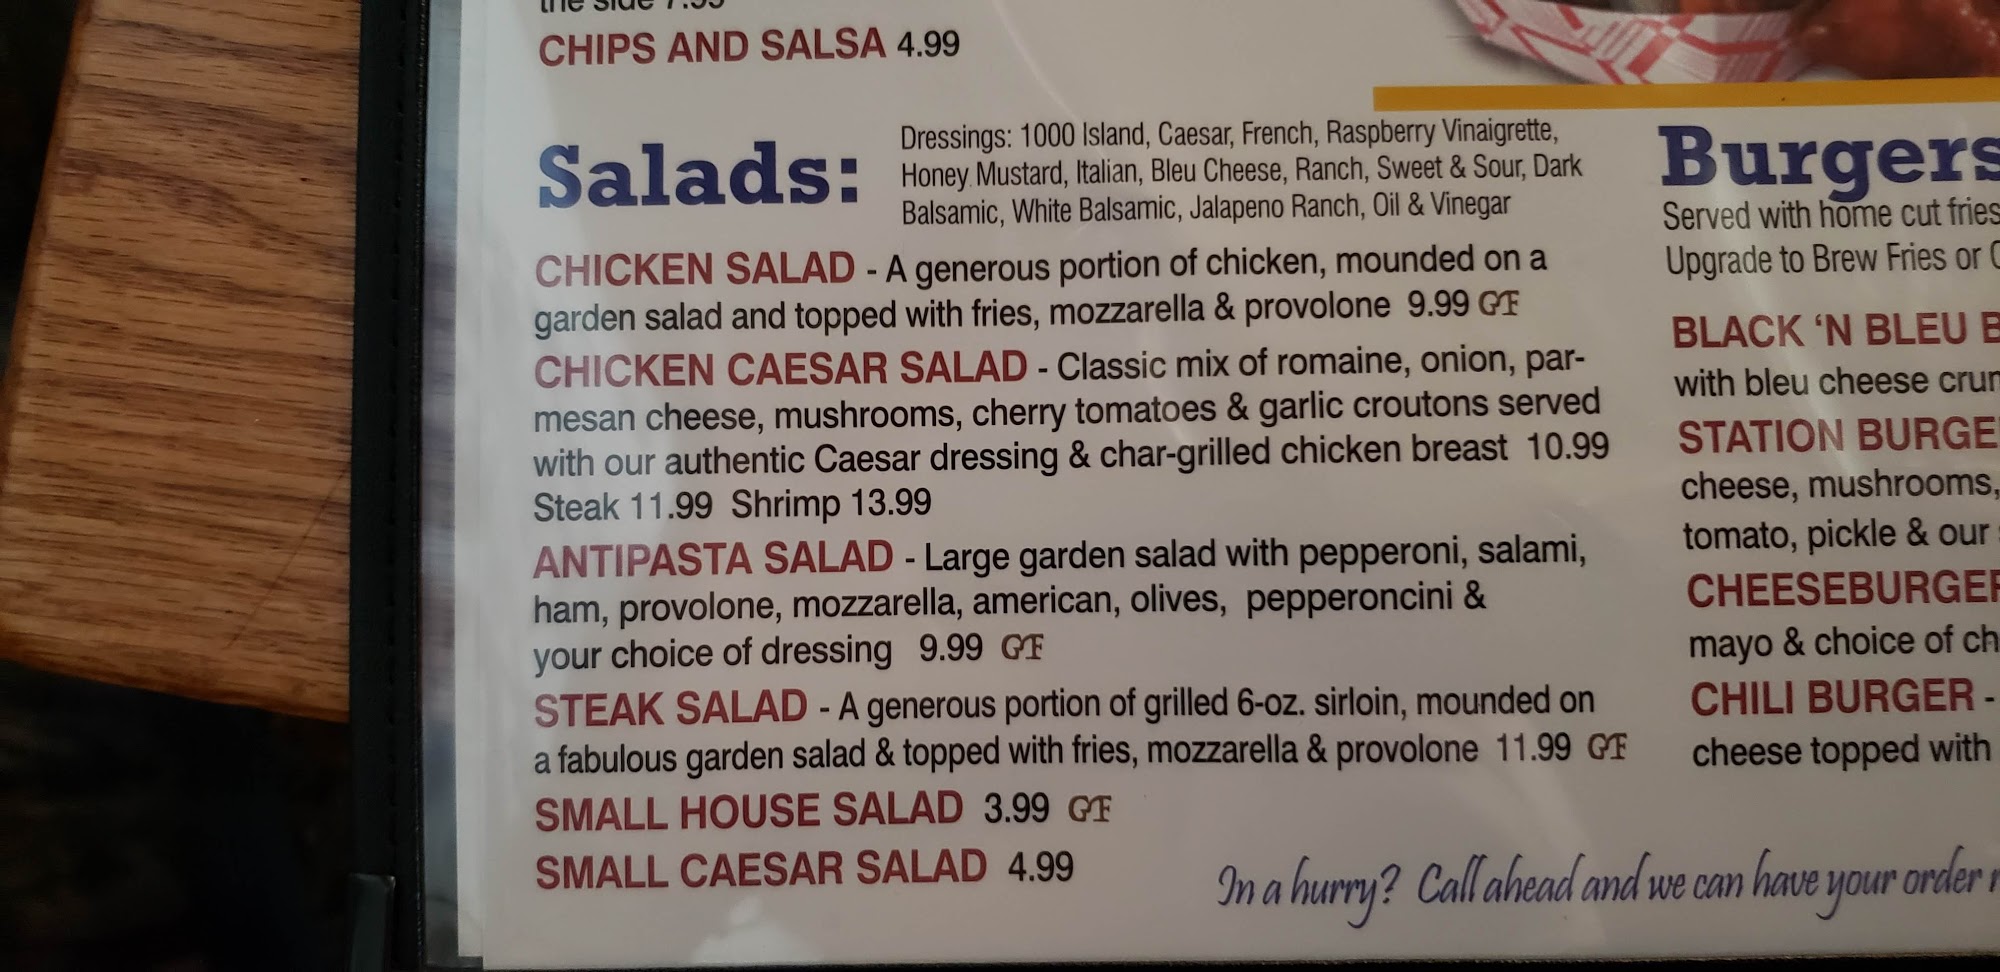 the side 7.99
CHIPS AND SALSA 4.99
Salads:
Dressings: 1000 Island, Caesar, French, Raspberry Vinaigrette,
Honey Mustard, Italian, Bleu Cheese, Ranch, Sweet & Sour, Dark
Balsamic, White Balsamic, Jalapeno Ranch, Oil & Vinegar
CHICKEN SALAD - A generous portion of chicken, mounded on a
garden salad and topped with fries, mozzarella & provolone 9.99 GF
CHICKEN CAESAR SALAD - Classic mix of romaine, onion, par-
mesan cheese, mushrooms, cherry tomatoes & garlic croutons served
with our authentic Caesar dressing & char-grilled chicken breast 10.99
Steak 11.99 Shrimp 13.99
ANTIPASTA SALAD - Large garden salad with pepperoni, salami,
ham, provolone, mozzarella, american, olives, pepperoncini &
your choice of dressing 9.99 GF
STEAK SALAD - A generous portion of grilled 6-oz. sirloin, mounded on
a fabulous garden salad & topped with fries, mozzarella & provolone 11.99 GF
SMALL HOUSE SALAD 3.99 GF
SMALL CAESAR SALAD 4.99
Burgers
Served with home cut fries
Upgrade to Brew Fries or
BLACK 'N BLEU B
with bleu cheese crum
STATION BURGE
cheese, mushrooms,
tomato, pickle & our
CHEESEBURGER
mayo & choice of ch
CHILI BURGER -
cheese topped with
In a hurry? Call ahead and we can have your order